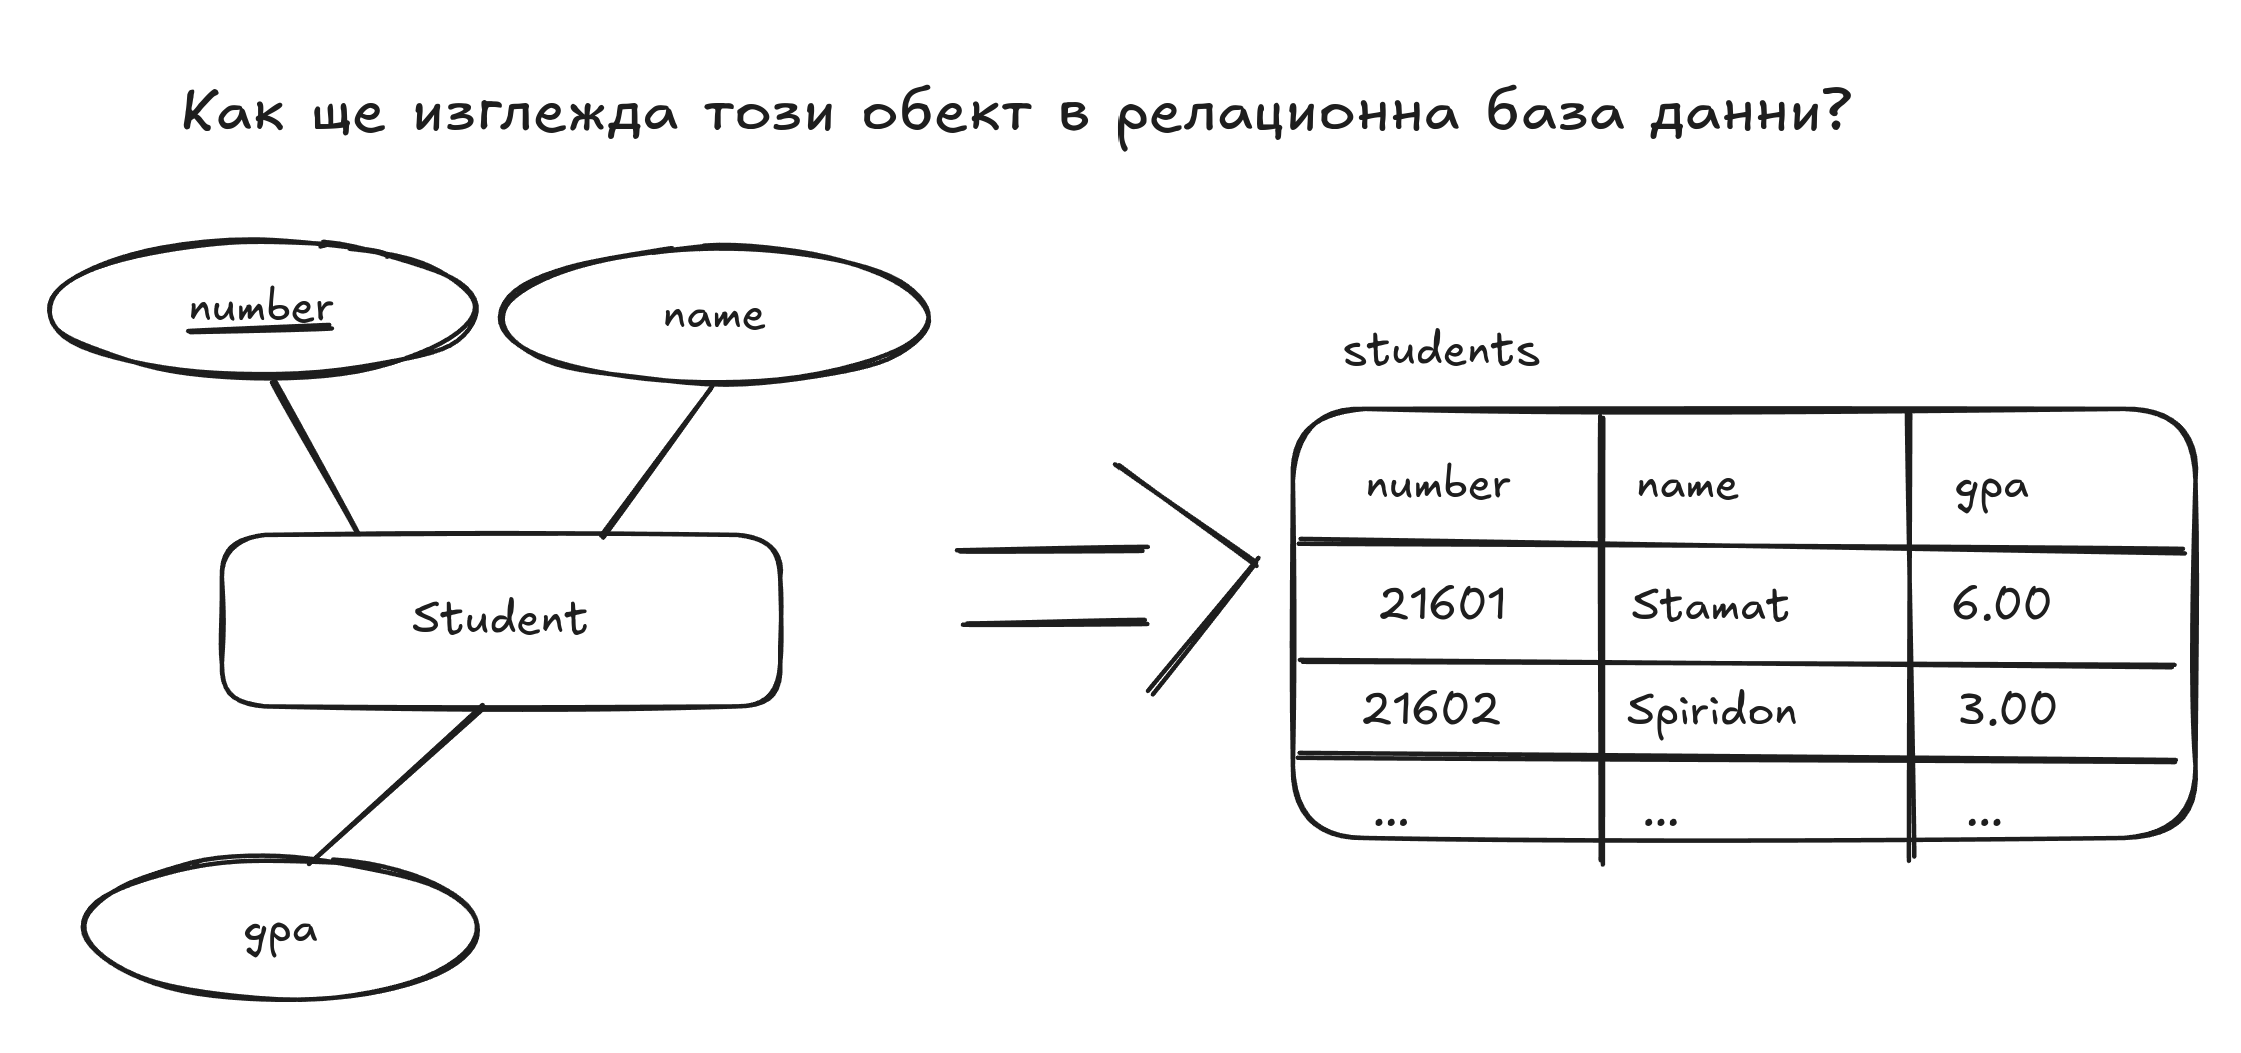 Как ще изглежда този обект в релационна база данни?
number
name
Student
gpa
students
number name gpa
21601 Stamat 6.00
21602 Spiridon 3.00
... ... ...